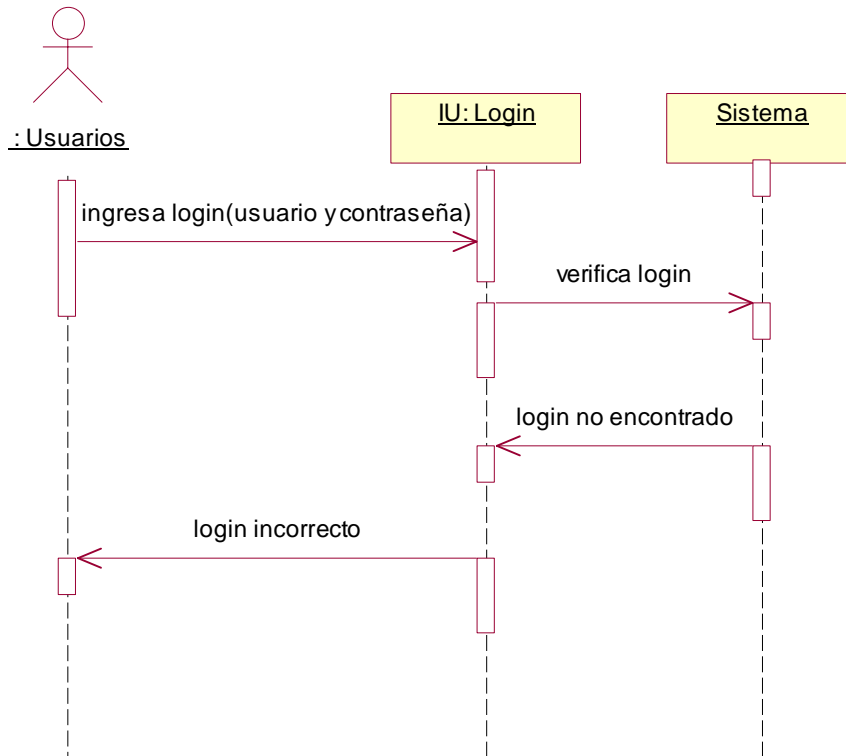 : Usuarios
IU: Login
Sistema
ingresa login(usuario y contraseña)
verifica login
login no encontrado
login incorrecto